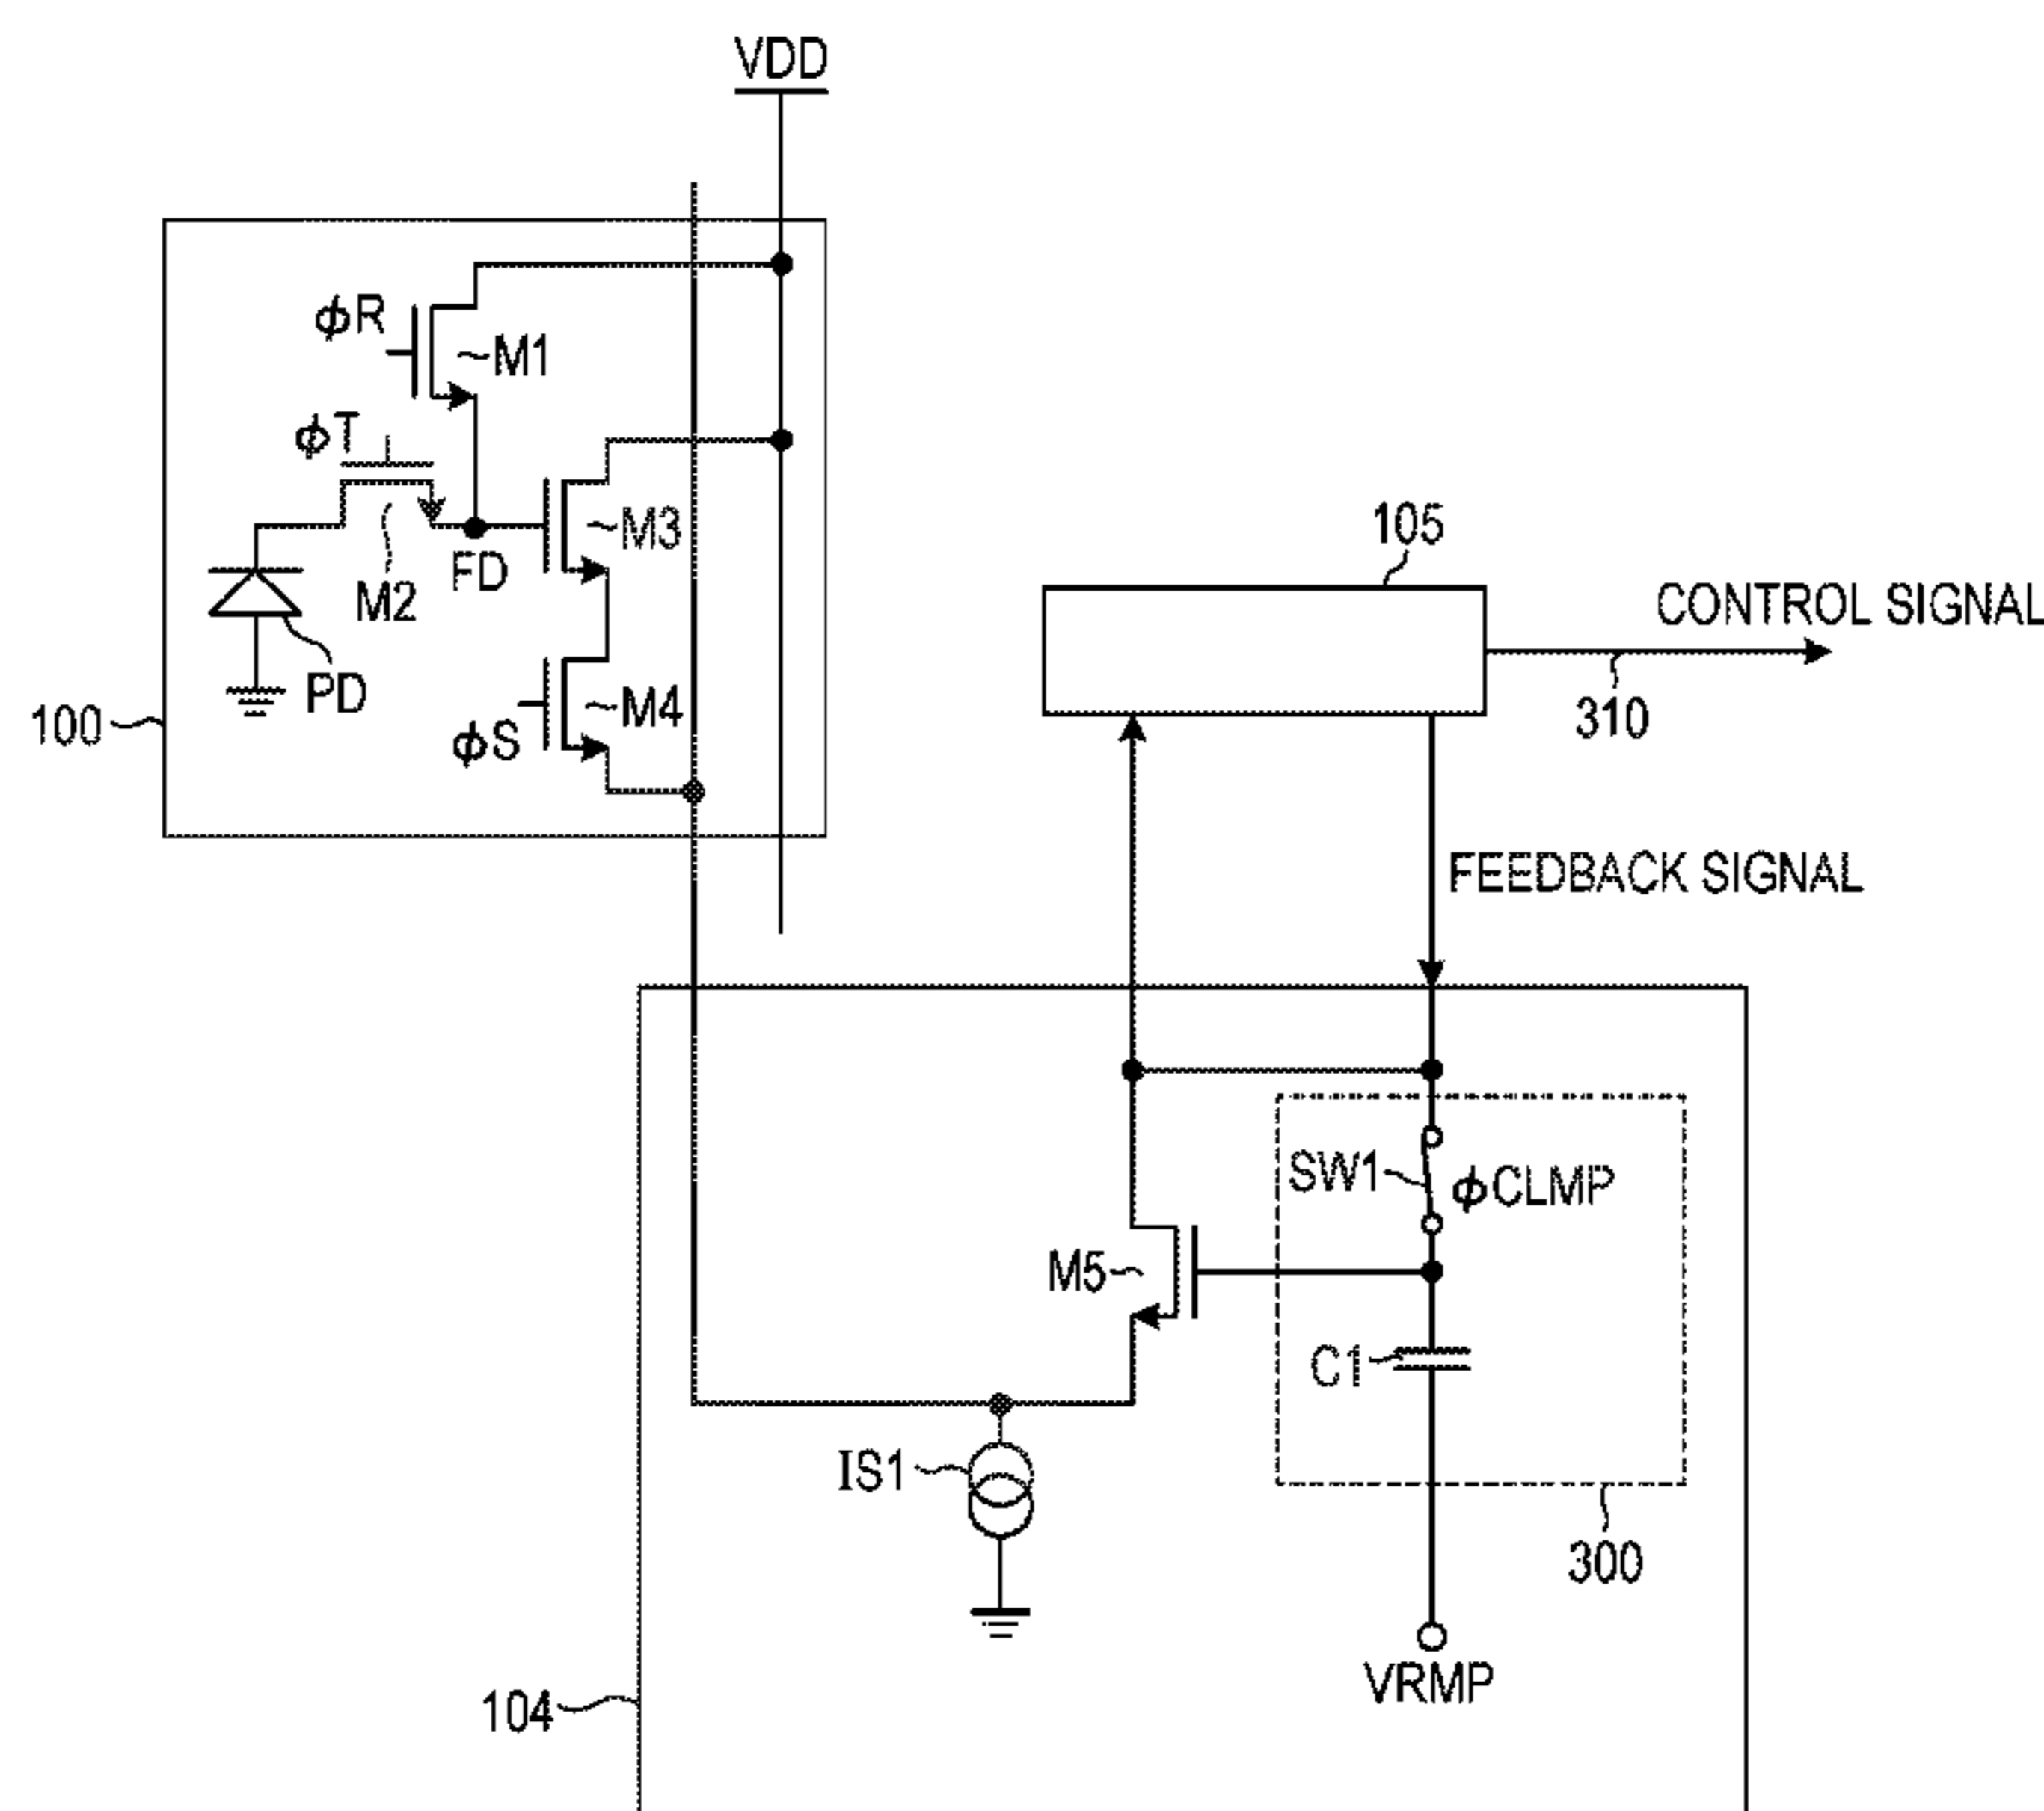 VDD
ϕR
M1
ϕT
M3
FD
M2
105
CONTROL SIGNAL
PD
M4
310
100
ϕS
FEEDBACK SIGNAL
SW1
ϕCLMP
M5
C1
IS1
300
VRMP
104